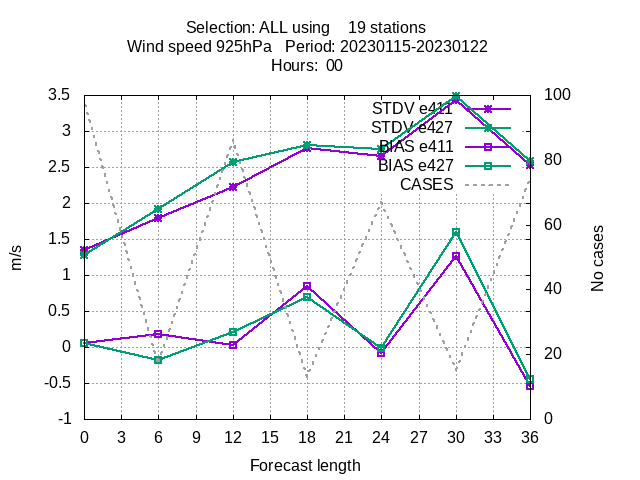 Selection: ALL using    19 stations
Wind speed 925hPa   Period: 20230115-20230122
Hours:  00
3.5
3
2.5
2
1.5
1
0.5
0
-0.5
-1
m/s
STDV e411
STDV e427
BIAS e411
BIAS e427
CASES
100
80
60
40
20
0
No cases
0 3 6 9 12 15 18 21 24 27 30 33 36
Forecast length